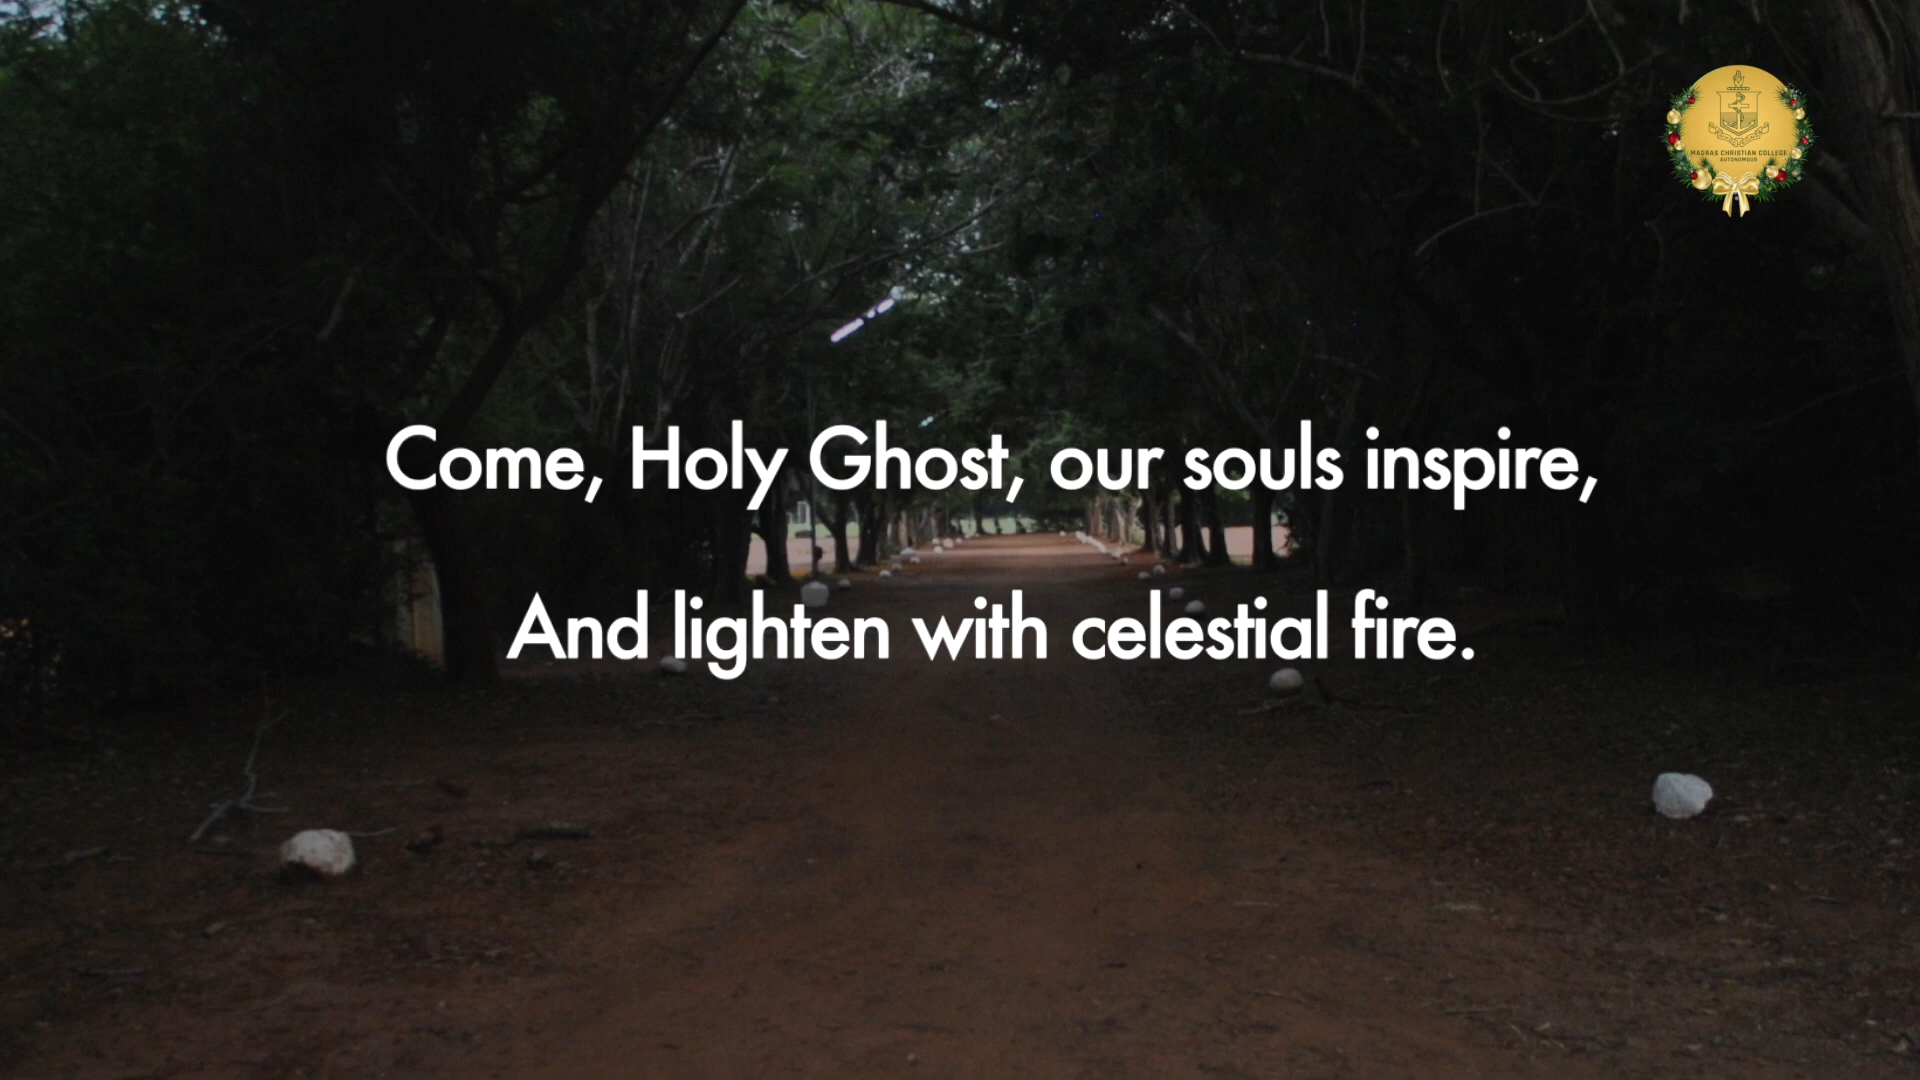 MADRAS CHRISTIAN COLLEGE
AUTONOMOUS
Come, Holy Ghost, our souls inspire,
And lighten with celestial fire.